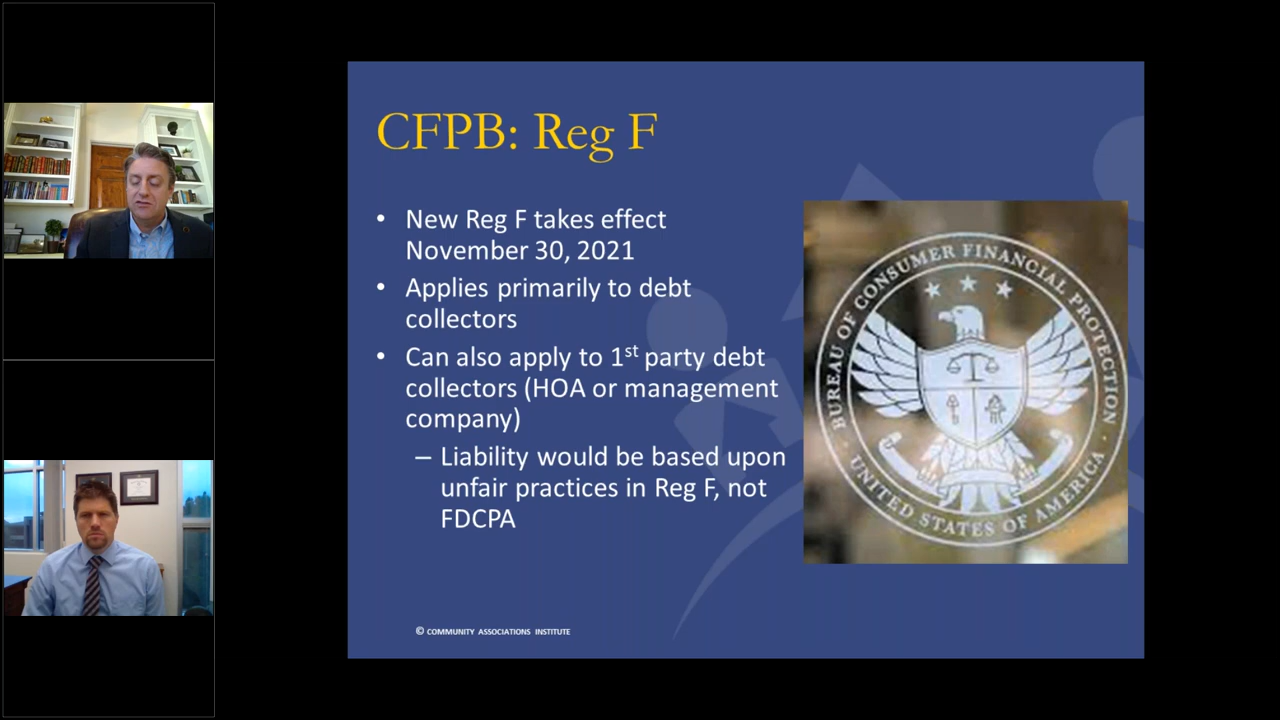 CFPB: Reg F
• New Reg F takes effect
November 30, 2021
• Applies primarily to debt
collectors
• Can also apply to 1st party debt
collectors (HOA or management
company)
– Liability would be based upon
unfair practices in Reg F, not
FDCPA
BUREAU OF CONSUMER FINANCIAL PROTECTION
UNITED STATES OF AMERICA
© COMMUNITY ASSOCIATIONS INSTITUTE